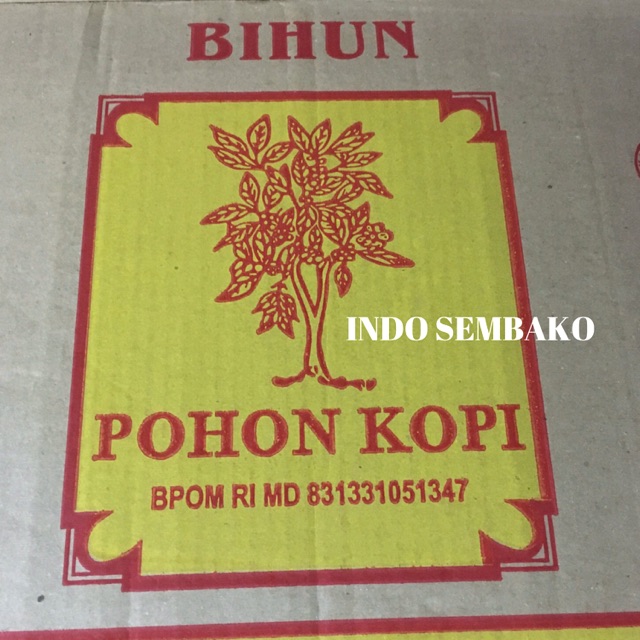 BIHUN
INDO SEMBAKO
POHON KOPI
BPOM RI MD 831331051347